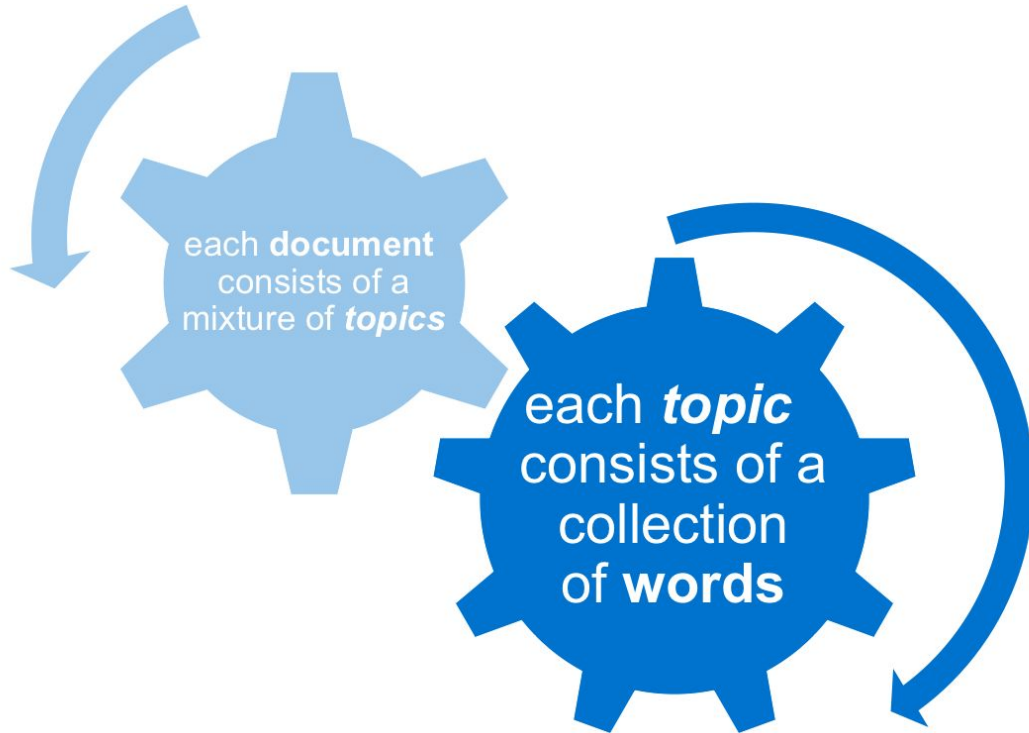 each document
consists of a
mixture of topics
each topic
consists of a
collection
of words